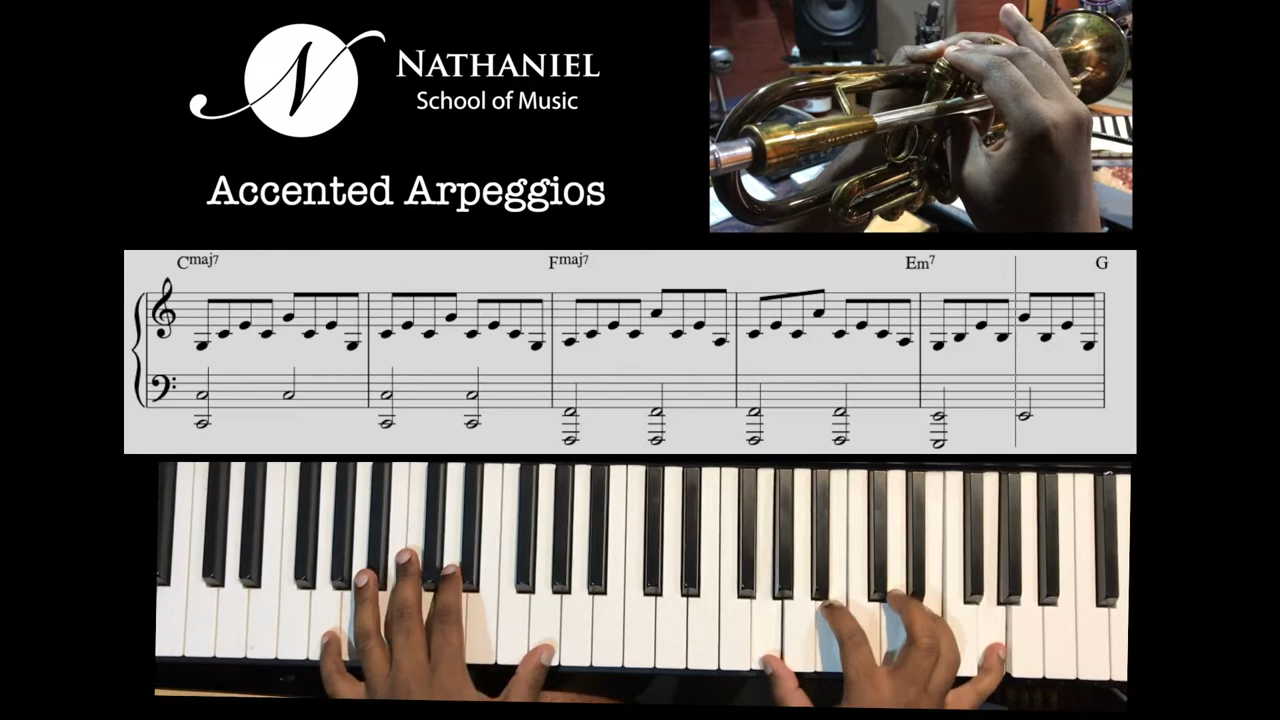 N
NATHANIEL
School of Music
Accented Arpeggios
Cmaj7 Fmaj7 Em7 G